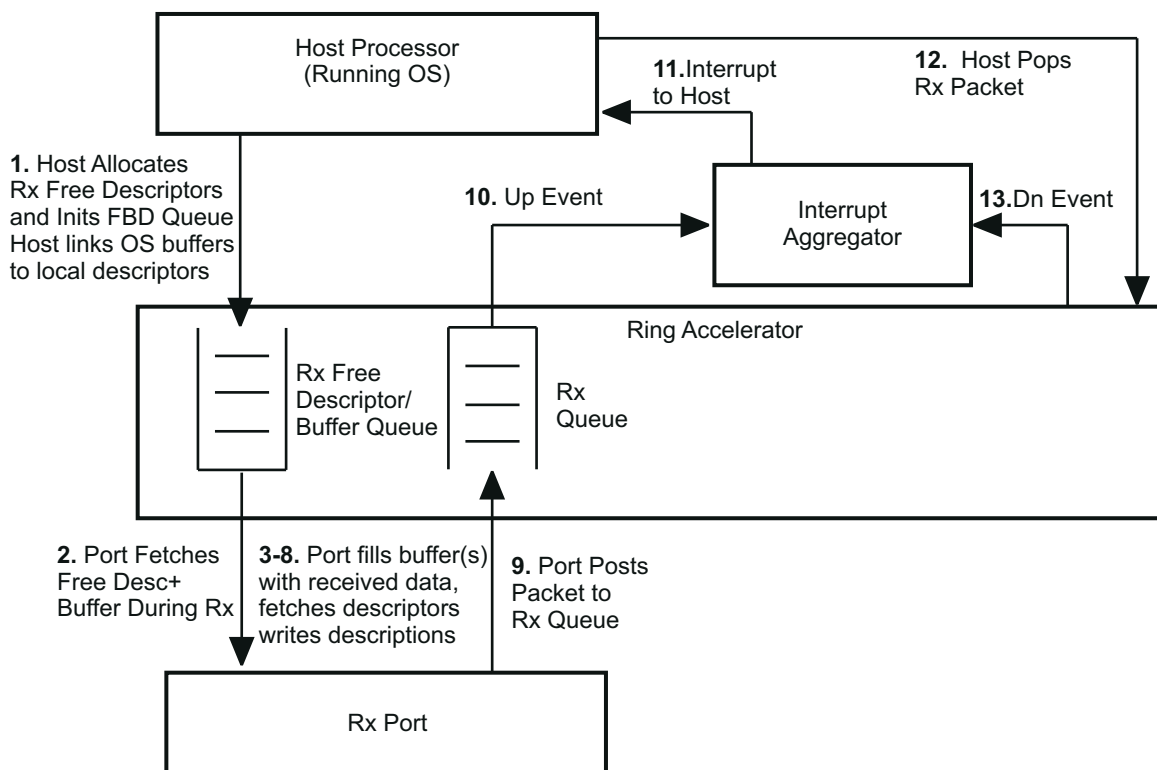 Host Processor
(Running OS)
12. Host Pops
Rx Packet
11.Interrupt
to Host
1. Host Allocates
Rx Free Descriptors
and Inits FBD Queue
Host links OS buffers
to local descriptors
10. Up Event
Interrupt
Aggregator
13.Dn Event
Ring Accelerator
Rx Free
Descriptor/
Buffer Queue
Rx
Queue
2. Port Fetches
Free Desc+
Buffer During Rx
3-8. Port fills buffer(s)
with received data,
fetches descriptors
writes descriptions
9. Port Posts
Packet to
Rx Queue
Rx Port